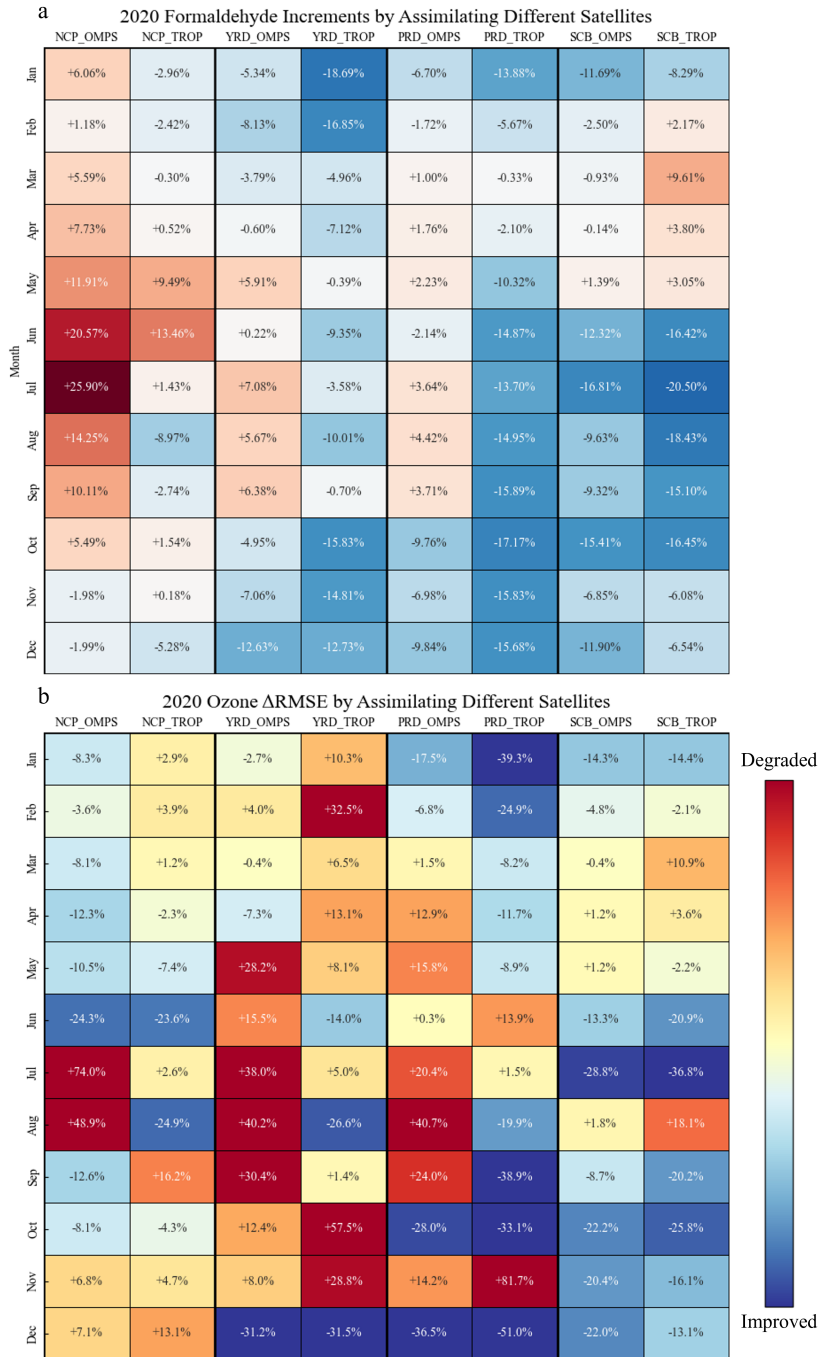 a
2020 Formaldehyde Increments by Assimilating Different Satellites
NCP_OMPS NCP_TROP YRD_OMPS YRD_TROP PRD_OMPS PRD_TROP SCB_OMPS SCB_TROP
Jan +6.06% -2.96% -5.34% -18.69% -6.70% -13.88% -11.69% -8.29%
Feb +1.18% -2.42% -8.13% -16.85% -1.72% -5.67% -2.50% +2.17%
Mar +5.59% -0.30% -3.79% -4.96% +1.00% -0.33% -0.93% +9.61%
Apr +7.73% +0.52% -0.60% -7.12% +1.76% -2.10% -0.14% +3.80%
May +11.91% +9.49% +5.91% -0.39% +2.23% -10.32% +1.39% +3.05%
Jun +20.57% +13.46% +0.22% -9.35% -2.14% -14.87% -12.32% -16.42%
Month
Jul +25.90% +1.43% +7.08% -3.58% +3.64% -13.70% -16.81% -20.50%
Aug +14.25% -8.97% +5.67% -10.01% +4.42% -14.95% -9.63% -18.43%
Sep +10.11% -2.74% +6.38% -0.70% +3.71% -15.89% -9.32% -15.10%
Oct +5.49% +1.54% -4.95% -15.83% -9.76% -17.17% -15.41% -16.45%
Nov -1.98% +0.18% -7.06% -14.81% -6.98% -15.83% -6.85% -6.08%
Dec -1.99% -5.28% -12.63% -12.73% -9.84% -15.68% -11.90% -6.54%
b
2020 Ozone ΔRMSE by Assimilating Different Satellites
NCP_OMPS NCP_TROP YRD_OMPS YRD_TROP PRD_OMPS PRD_TROP SCB_OMPS SCB_TROP
Jan -8.3% +2.9% -2.7% +10.3% -17.5% -39.3% -14.3% -14.4%
Degraded
Feb -3.6% +3.9% +4.0% +32.5% -6.8% -24.9% -4.8% -2.1%
Mar -8.1% +1.2% -0.4% +6.5% +1.5% -8.2% -0.4% +10.9%
Apr -12.3% -2.3% -7.3% +13.1% +12.9% -11.7% +1.2% +3.6%
May -10.5% -7.4% +28.2% +8.1% +15.8% -8.9% +1.2% -2.2%
Jun -24.3% -23.6% +15.5% -14.0% +0.3% +13.9% -13.3% -20.9%
Jul +74.0% +2.6% +38.0% +5.0% +20.4% +1.5% -28.8% -36.8%
Aug +48.9% -24.9% +40.2% -26.6% +40.7% -19.9% +1.8% +18.1%
Sep -12.6% +16.2% +30.4% +1.4% +24.0% -38.9% -8.7% -20.2%
Oct -8.1% -4.3% +12.4% +57.5% -28.0% -33.1% -22.2% -25.8%
Nov +6.8% +4.7% +8.0% +28.8% +14.2% +81.7% -20.4% -16.1%
Dec +7.1% +13.1% -31.2% -31.5% -36.5% -51.0% -22.0% -13.1%
Improved